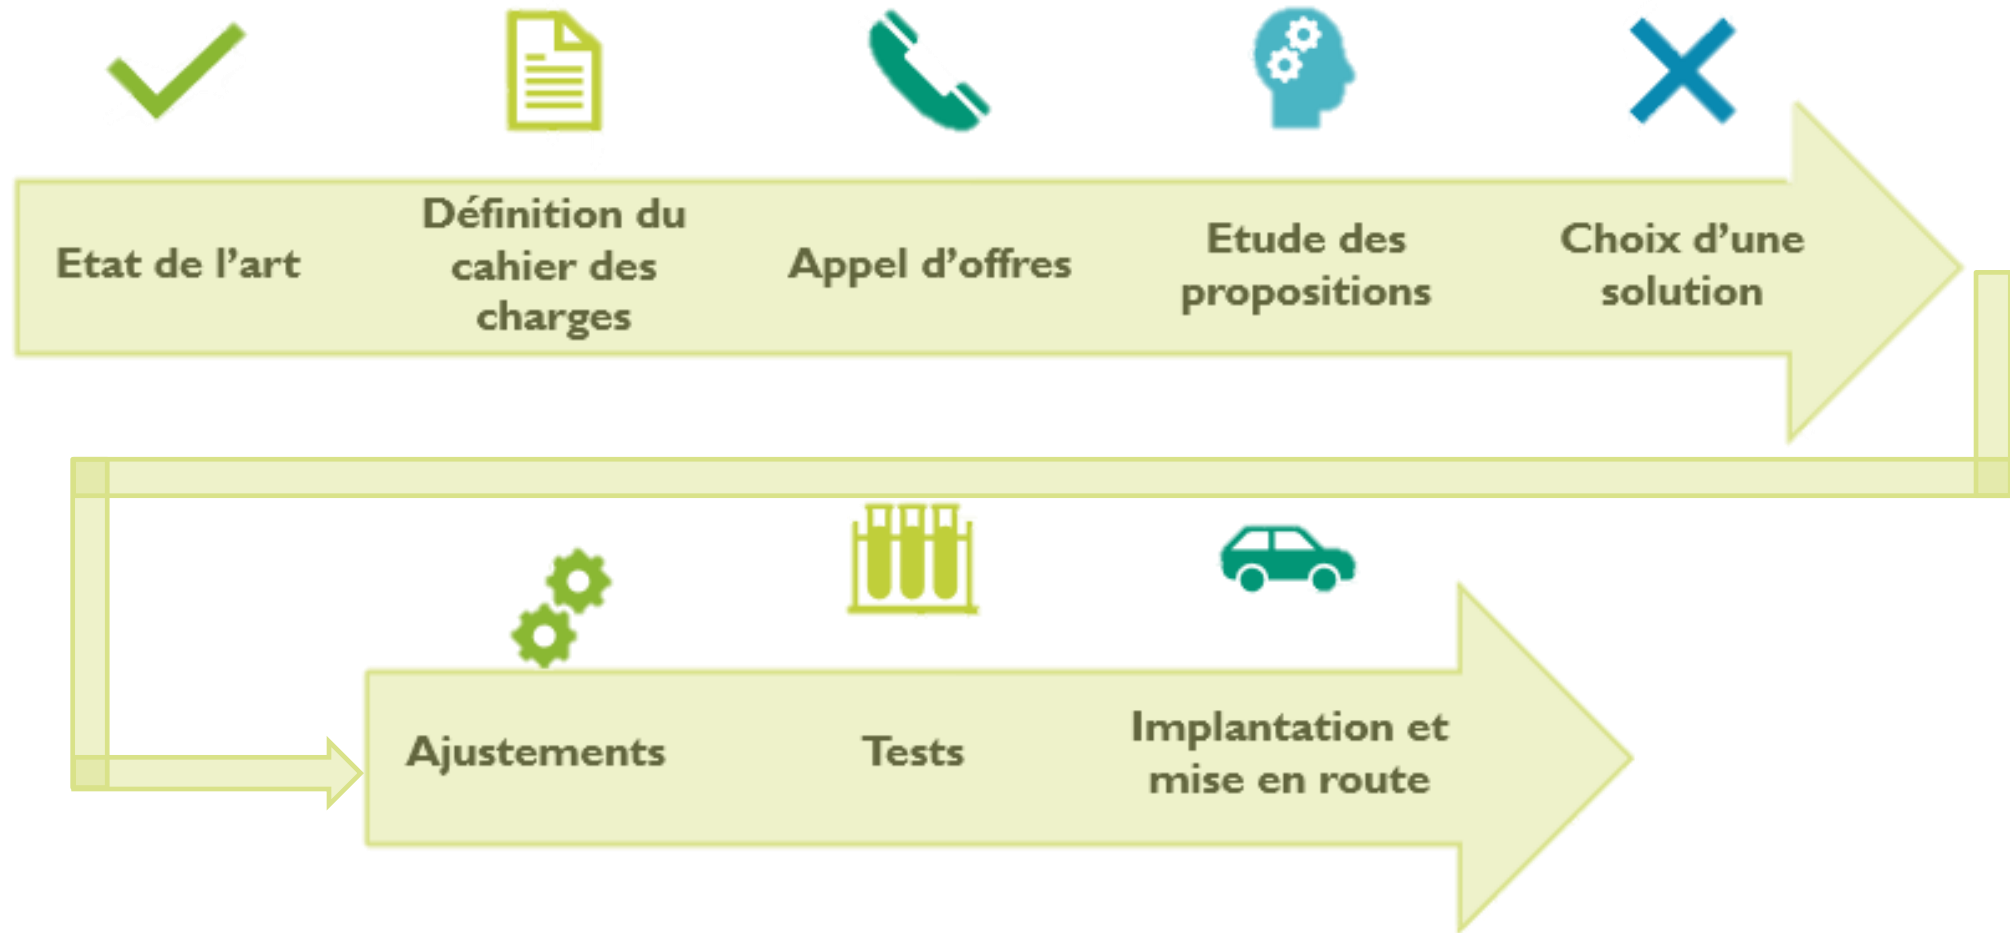 Etat de l’art
Définition du
cahier des
charges
Appel d’offres
Etude des
propositions
Choix d’une
solution
Ajustements
Tests
Implantation et
mise en route